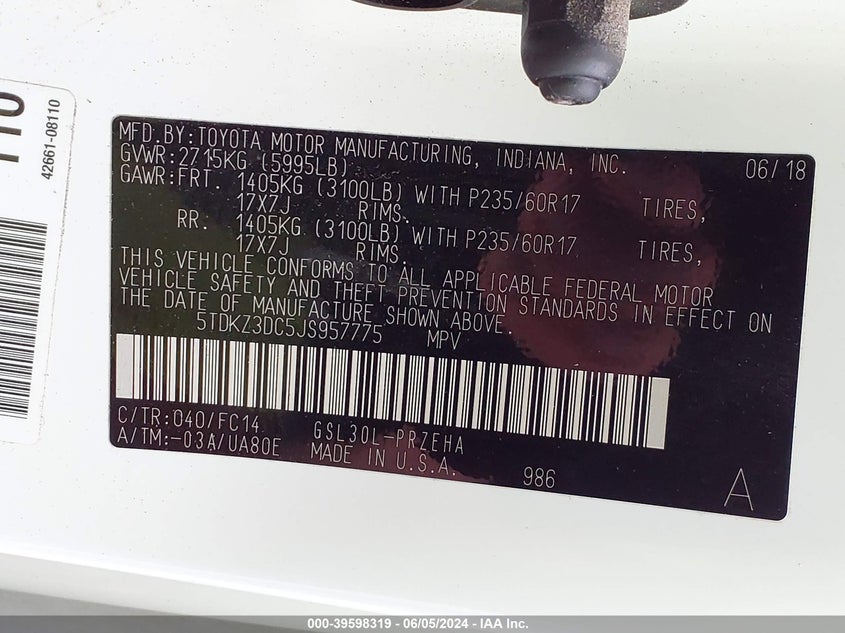 110
42661-08110
MFD.BY:TOYOTA MOTOR MANUFACTURING, INDIANA, INC. 06/18
GVWR:2715KG (5995LB)
GAWR:FRT. 1405KG (3100LB) WITH P235/60R17 TIRES,
17X7J RIMS.
RR. 1405KG (3100LB) WITH P235/60R17 TIRES,
17X7J RIMS.
THIS VEHICLE CONFORMS TO ALL APPLICABLE FEDERAL MOTOR
VEHICLE SAFETY AND THEFT PREVENTION STANDARDS IN EFFECT ON
THE DATE OF MANUFACTURE SHOWN ABOVE.
5TDKZ3DC5JS957775 MPV
C/TR:040/FC14 GSL30L-PRZEHA
A/TM:-03A/UA80E MADE IN U.S.A. 986 A
000-39598319 - 06/05/2024 - IAA Inc.